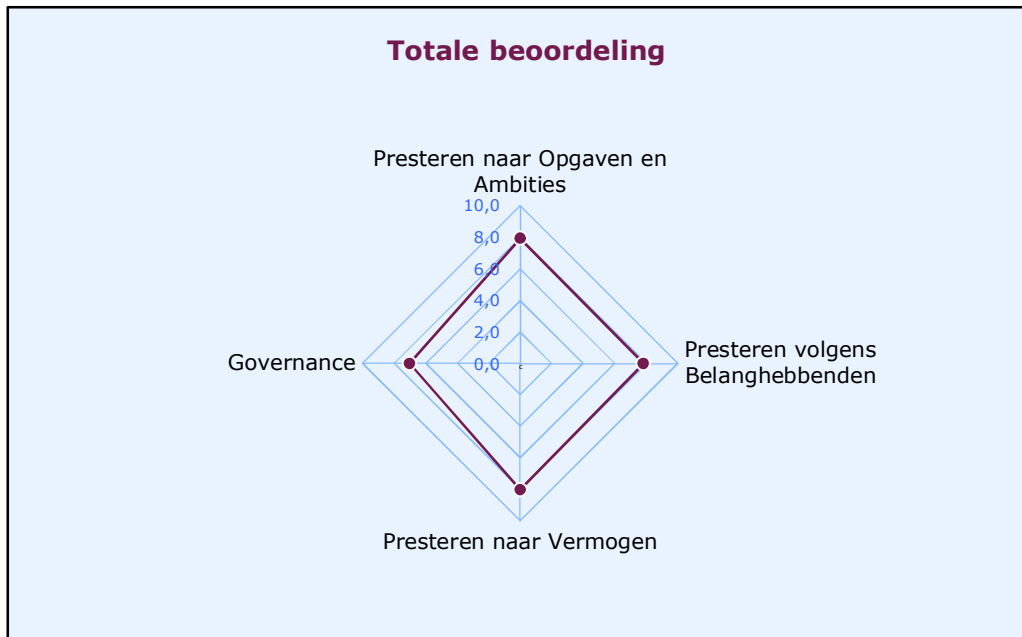 Totale beoordeling
Presteren naar Opgaven en
Ambities
10,0
8,0
6,0
4,0
2,0
0,0
c
Governance
Presteren volgens
Belanghebbenden
Presteren naar Vermogen